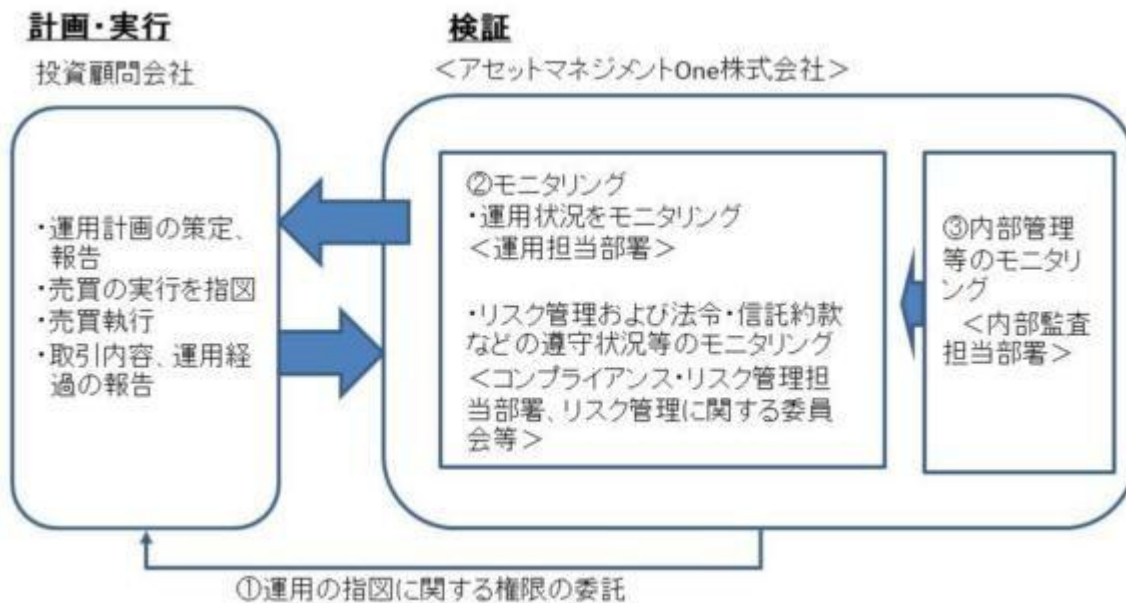 計画・実行
投資顧問会社
・運用計画の策定、
報告
・売買の実行を指図
・売買執行
・取引内容、運用経
過の報告
検証
＜アセットマネジメントOne株式会社＞
②モニタリング
・運用状況をモニタリング
＜運用担当部署＞
・リスク管理および法令・信託約款
などの遵守状況等のモニタリング
＜コンプライアンス・リスク管理担
当部署、リスク管理に関する委員
会等＞
③内部管理
等のモニタリ
ング
＜内部監査
担当部署＞
①運用の指図に関する権限の委託